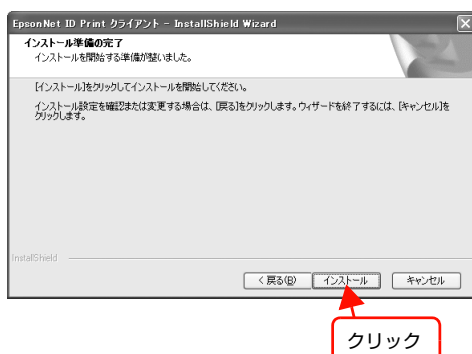 EpsonNet ID Print クライアント - InstallShield Wizard
インストール準備の完了
インストールを開始する準備が整いました。
[インストール]をクリックしてインストールを開始してください。
インストール設定を確認または変更する場合は、[戻る]をクリックします。ウィザードを終了するには、[キャンセル]を
クリックします。
InstallShield
< 戻る(B) インストール キャンセル
クリック